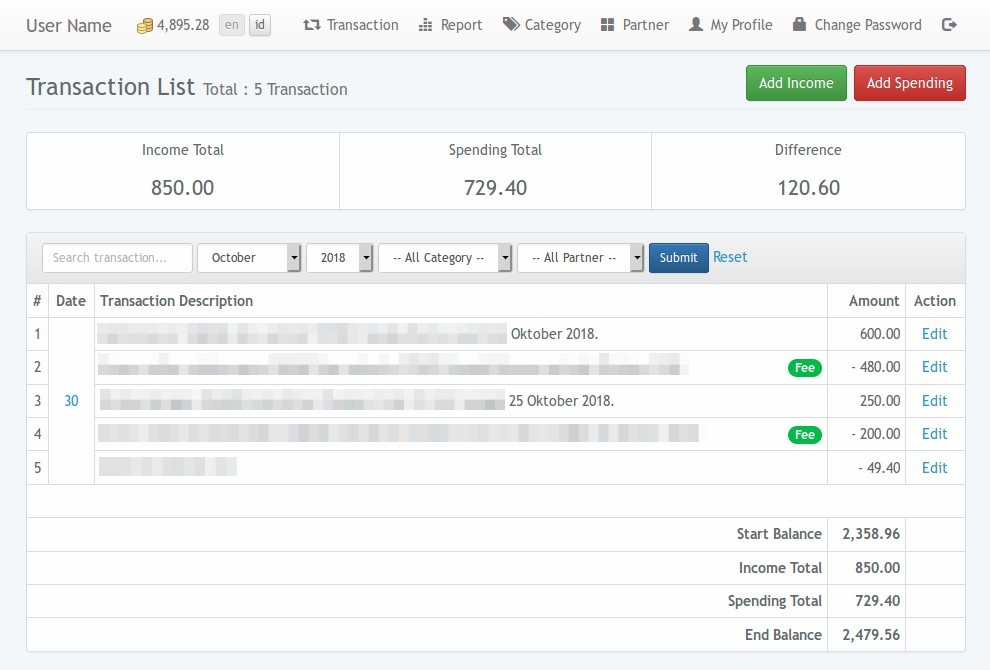 User Name 4,895.28 en id Transaction Report Category Partner My Profile Change Password
Transaction List Total : 5 Transaction Add Income Add Spending
Income Total Spending Total Difference
850.00 729.40 120.60
Search transaction... October 2018 -- All Category -- -- All Partner -- Submit Reset
# Date Transaction Description Amount Action
1 Oktober 2018. 600.00 Edit
2 Fee - 480.00 Edit
3 30 25 Oktober 2018. 250.00 Edit
4 Fee - 200.00 Edit
5 - 49.40 Edit
Start Balance 2,358.96
Income Total 850.00
Spending Total 729.40
End Balance 2,479.56